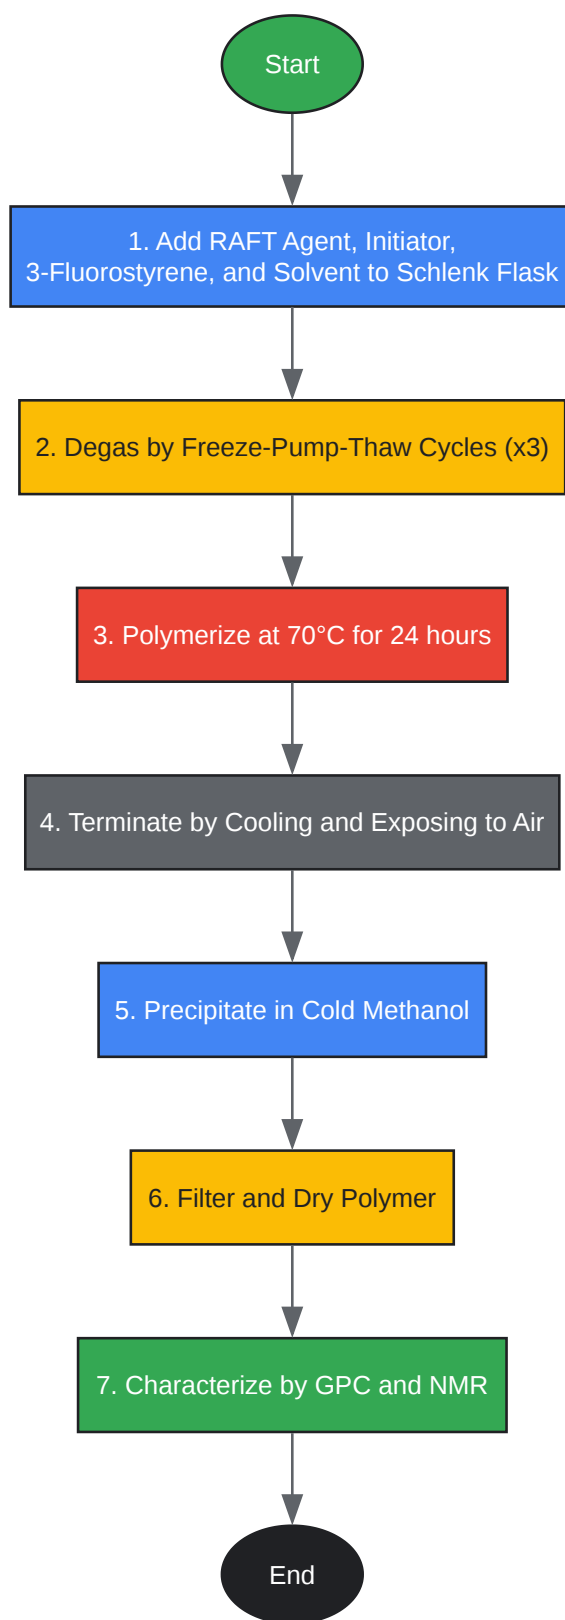 Start
1. Add RAFT Agent, Initiator,
3-Fluorostyrene, and Solvent to Schlenk Flask
2. Degas by Freeze-Pump-Thaw Cycles (x3)
3. Polymerize at 70°C for 24 hours
4. Terminate by Cooling and Exposing to Air
5. Precipitate in Cold Methanol
6. Filter and Dry Polymer
7. Characterize by GPC and NMR
End